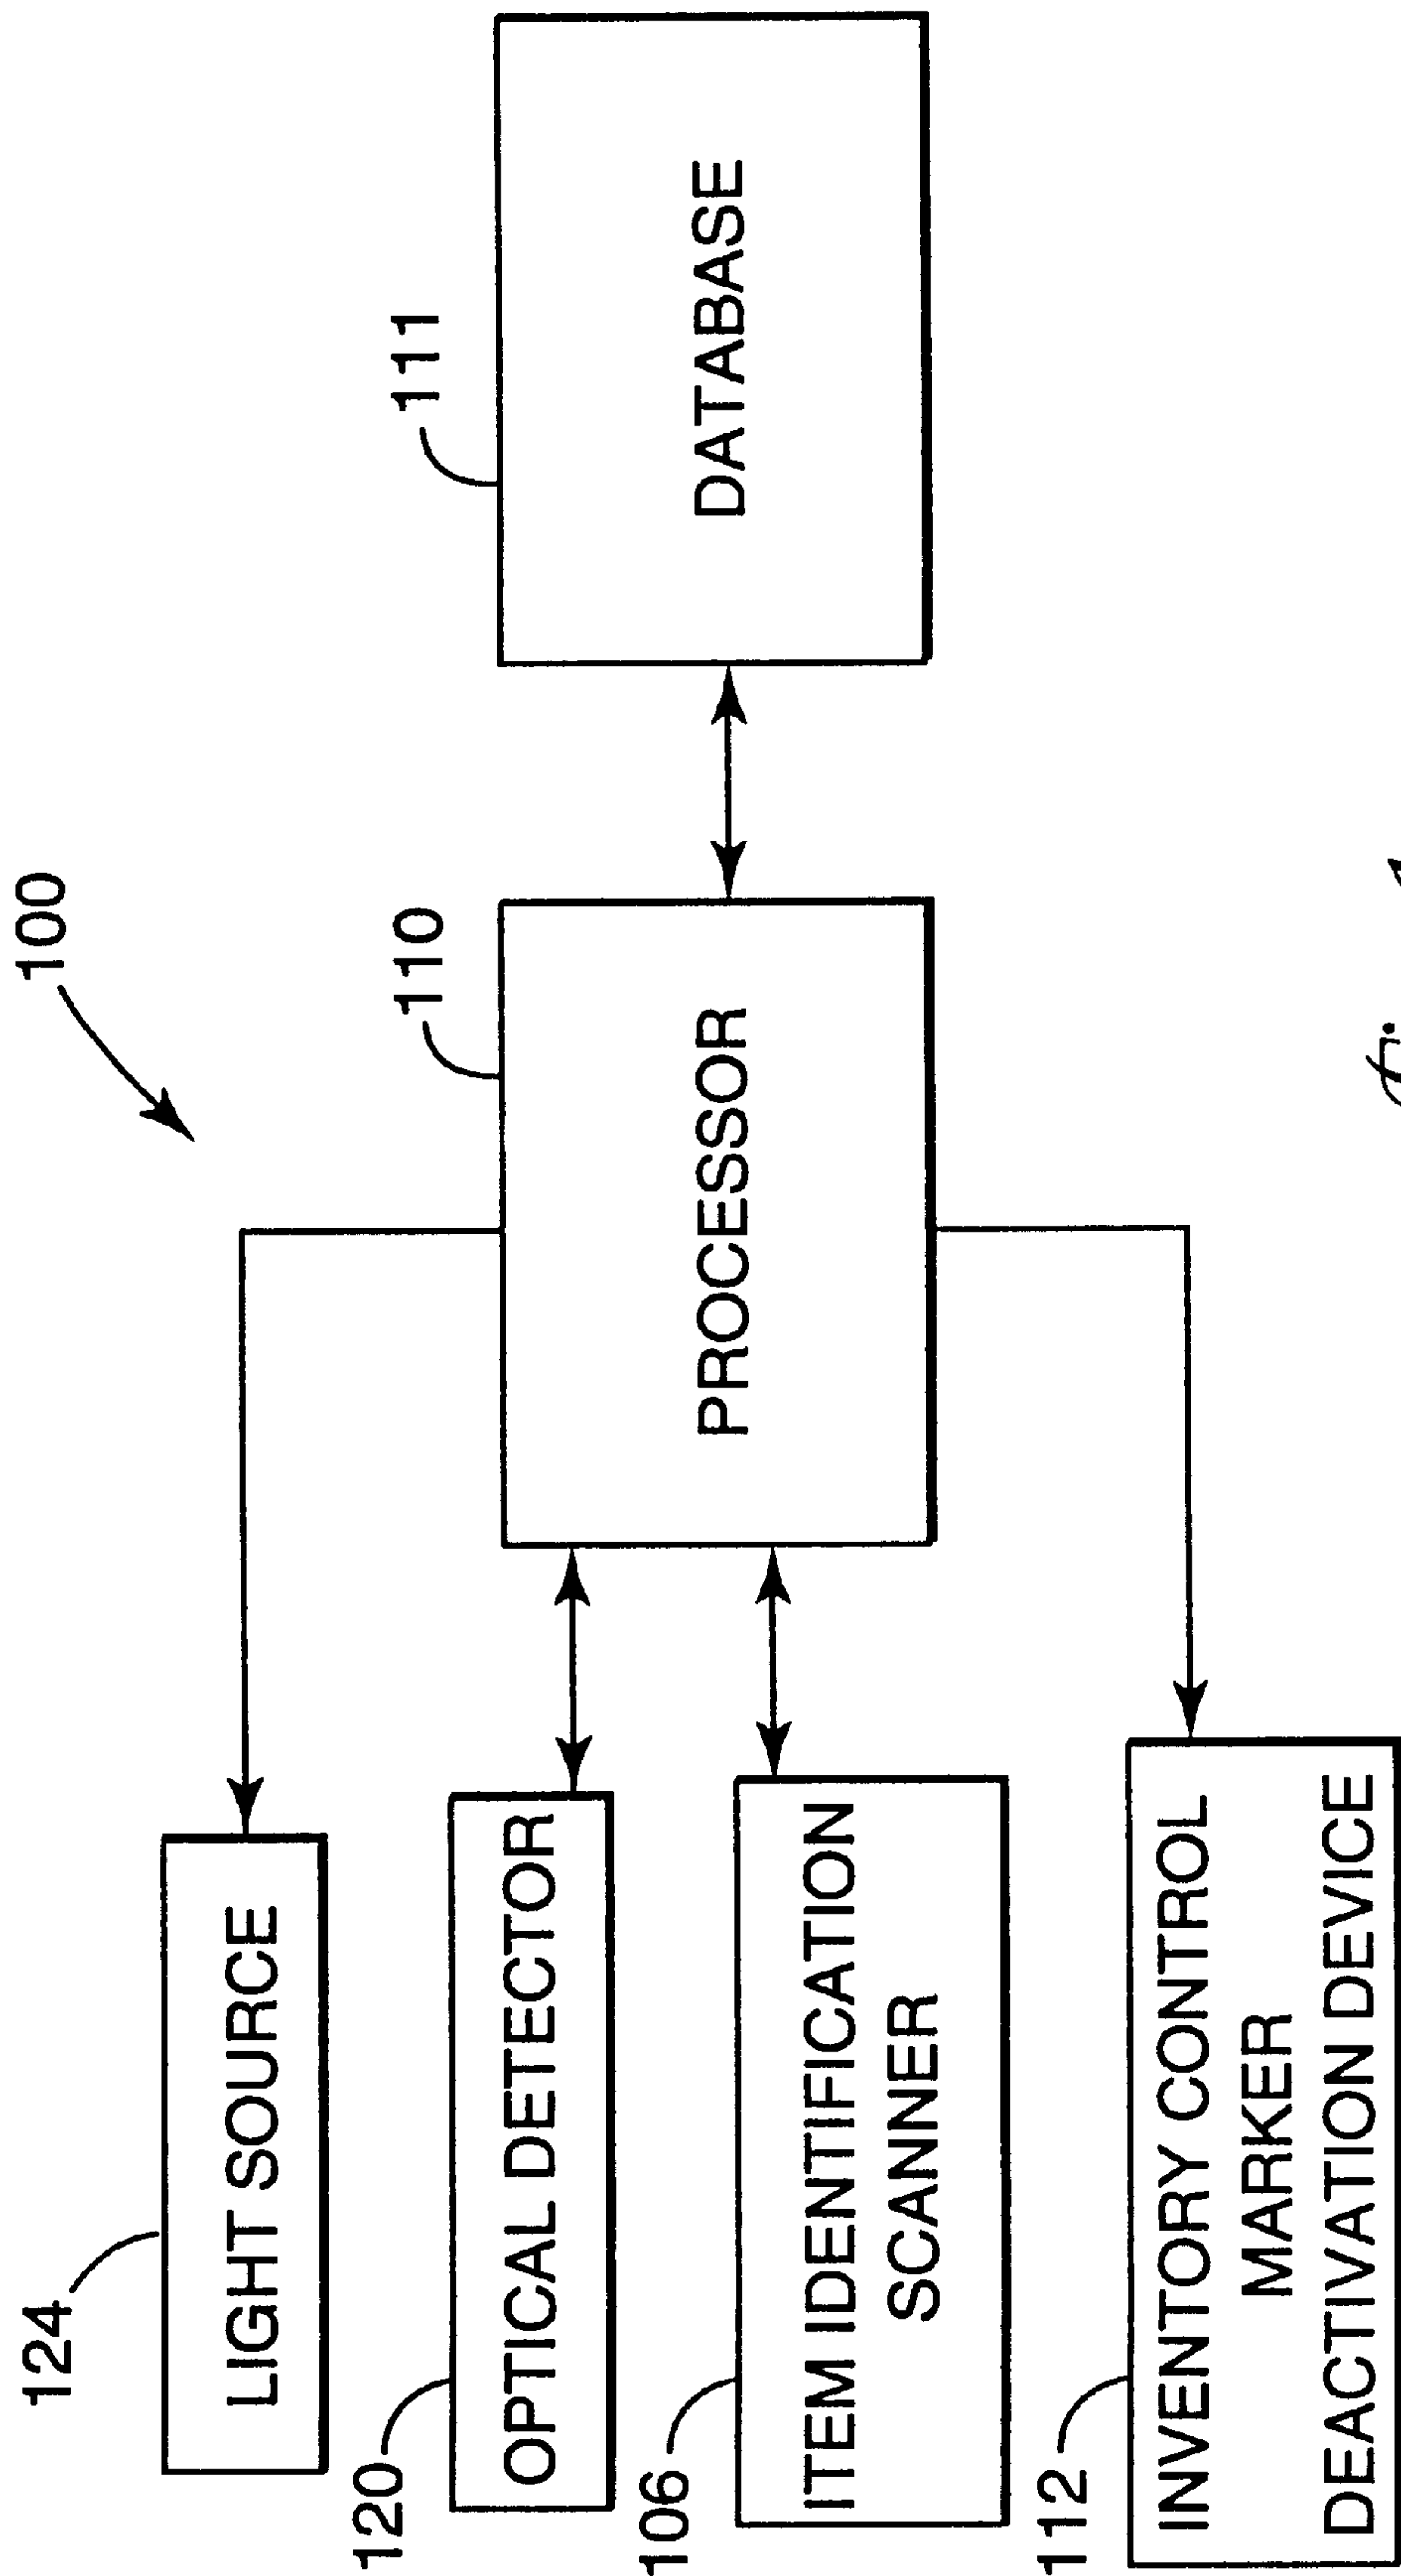 100
124
LIGHT SOURCE
120
OPTICAL DETECTOR
106
ITEM IDENTIFICATION
SCANNER
112
INVENTORY CONTROL
MARKER
DEACTIVATION DEVICE
110
PROCESSOR
111
DATABASE